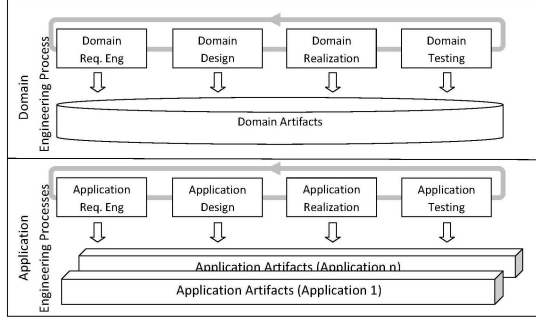 Domain
Engineering Process
Domain
Req. Eng
Domain
Design
Domain
Realization
Domain
Testing
Domain Artifacts
Application
Engineering Processes
Application
Req. Eng
Application
Design
Application
Realization
Application
Testing
Application Artifacts (Application n)
Application Artifacts (Application 1)